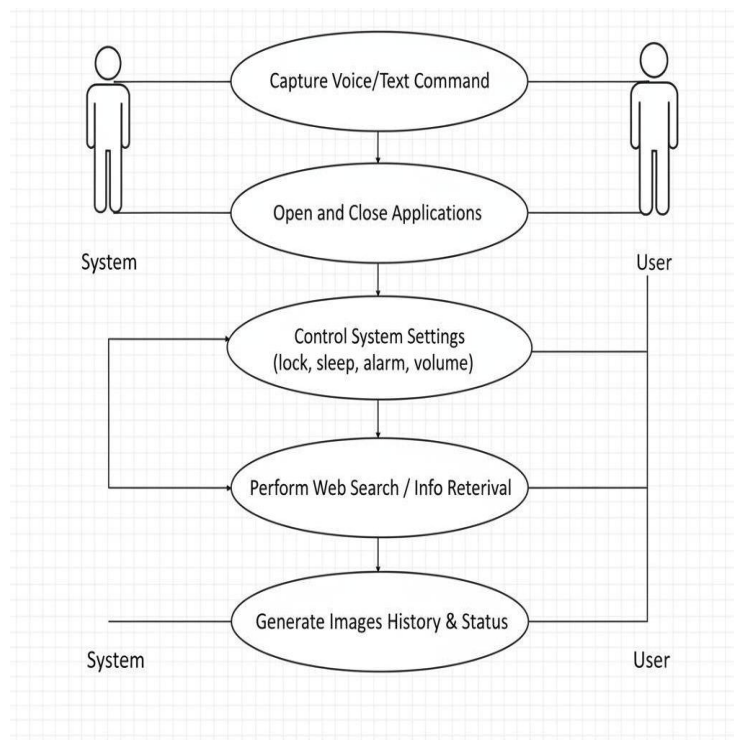 Capture Voice/Text Command
Open and Close Applications
System
User
Control System Settings
(lock, sleep, alarm, volume)
Perform Web Search / Info Reterival
Generate Images History & Status
System
User